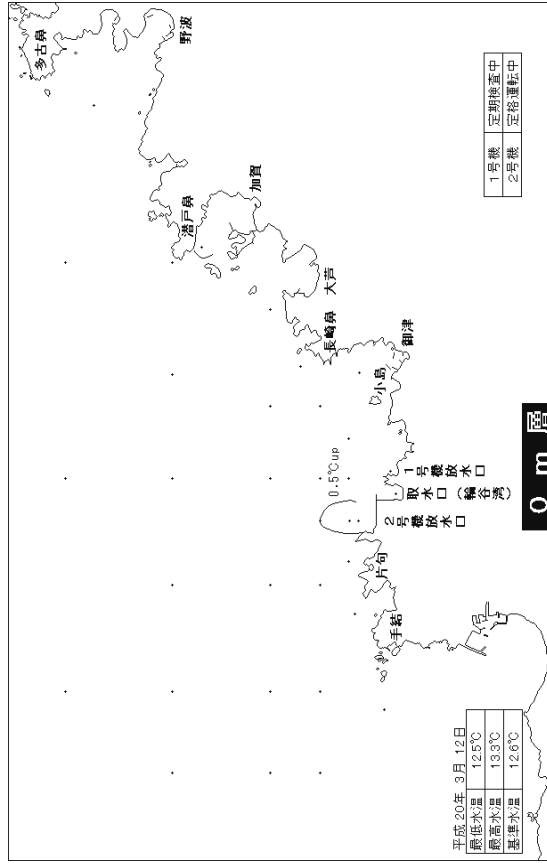 多古鼻
野波
潜戸鼻
加賀
大芦
長崎鼻
御津
小島
0.5℃up
1号機放水口
取水口（輪谷湾）
2号機放水口
片句
手結
1号機 定期検査中
2号機 定格運転中
0m層
平成20年 3月 12日
最低水温 12.5℃
最高水温 13.3℃
基準水温 12.6℃